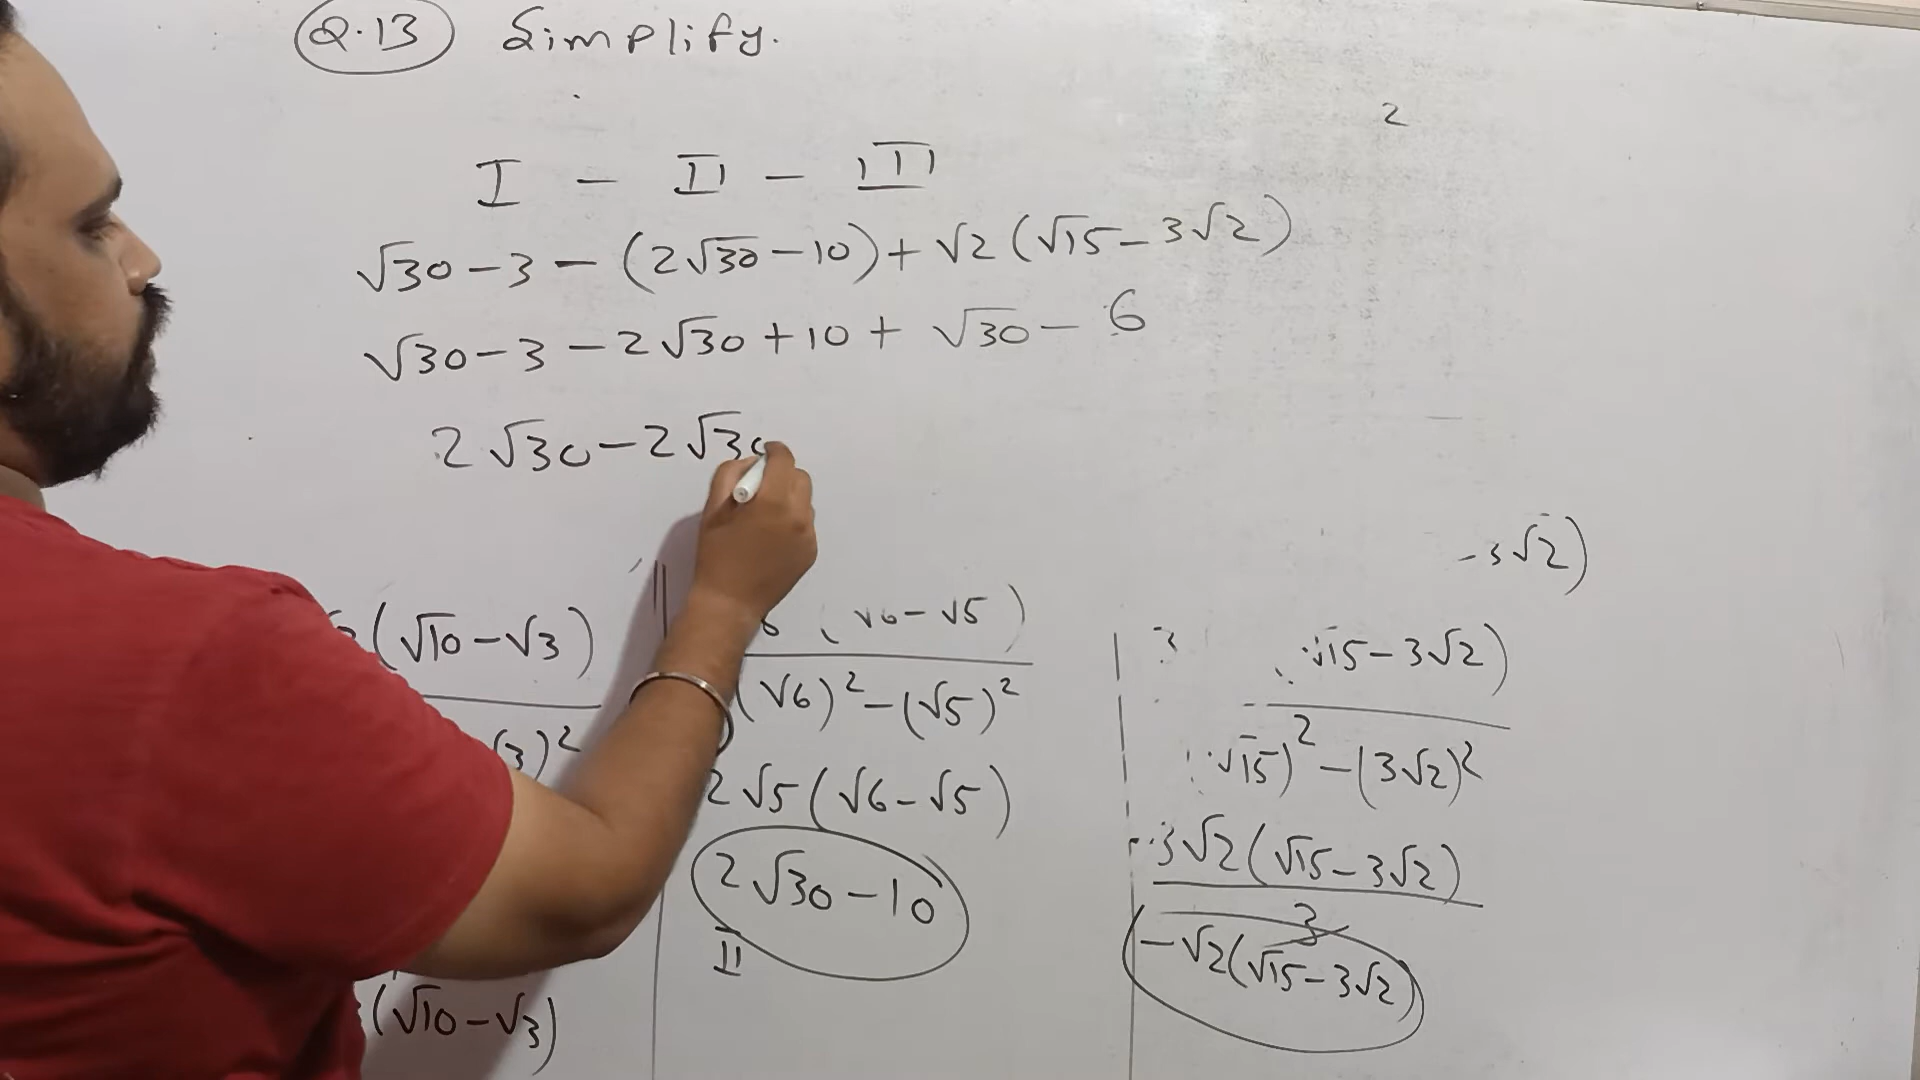 Q.13 Simplify.
2
I - II - III
√30 - 3 - (2√30 - 10) + √2 (√15 - 3√2)
√30 - 3 - 2√30 + 10 + √30 - 6
2√30 - 2√30
- 3√2)
(√10 - √3)
3)²
(√10 - √3)
(√6 - √5)
(√6)² - (√5)²
2√5 (√6 - √5)
2√30 - 10
II
√15 - 3√2)
√15)² - (3√2)²
3√2 (√15 - 3√2)
3
-√2 (√15 - 3√2)